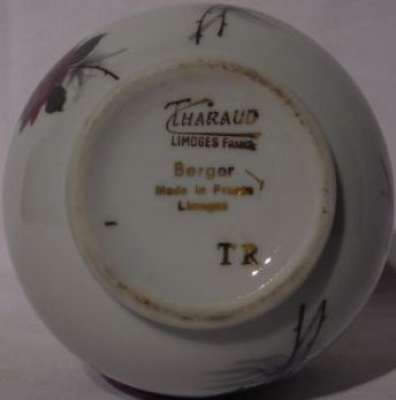 THARAUD
LIMOGES FRANCE
Berger
Made in France
Limoges
TR